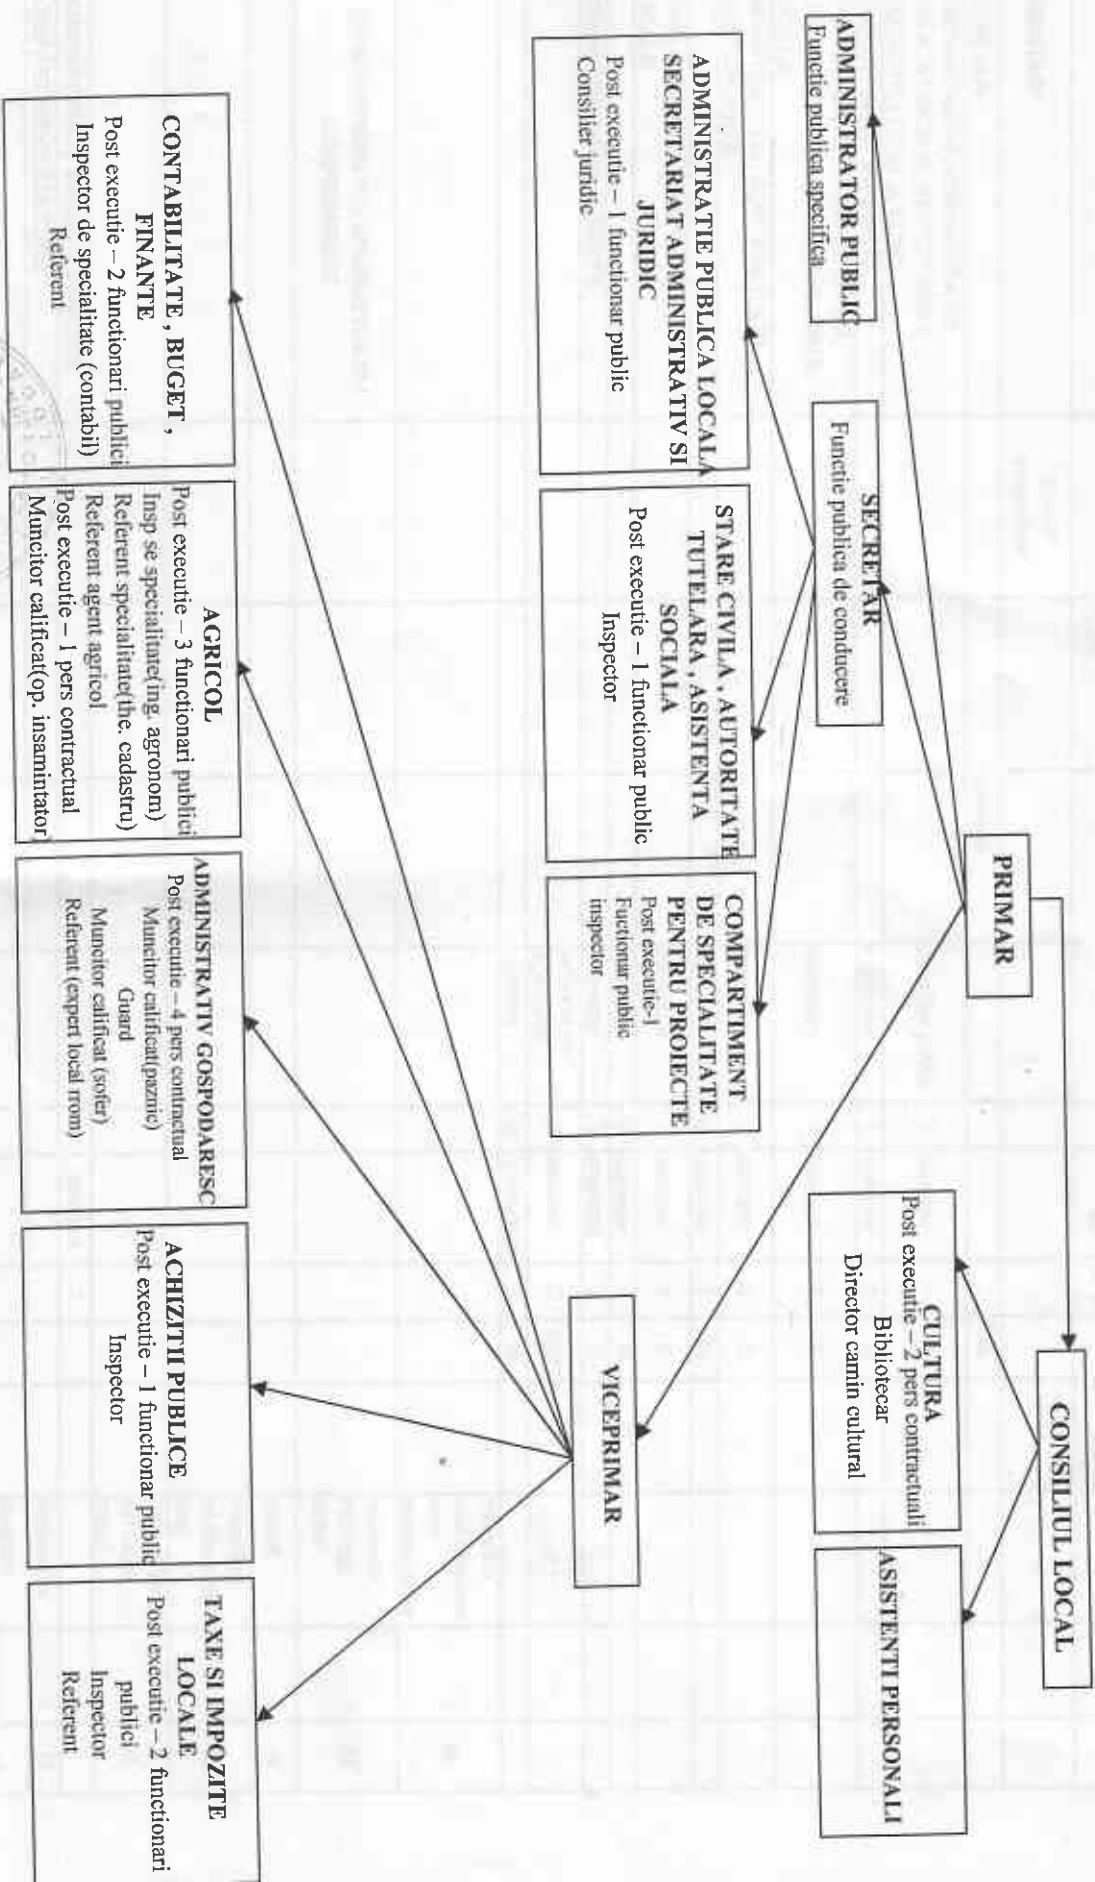 PRIMAR
CONSILIUL LOCAL
ADMINISTRATOR PUBLIC
Functie publica specifica
SECRETAR
Functie publica de conducere
CULTURA
Post executie – 2 pers contractuali
Bibliotecar
Director camin cultural
ASISTENTI PERSONALI
ADMINISTRATIE PUBLICA LOCALA
SECRETARIAT ADMINISTRATIV SI
JURIDIC
Post executie – 1 functionar public
Consilier juridic
STARE CIVILA , AUTORITATE
TUTELARA , ASISTENTA
SOCIALA
Post executie – 1 functionar public
Inspector
COMPARTIMENT
DE SPECIALITATE
PENTRU PROIECTE
Post executie-1
Fuctionar public
inspector
VICEPRIMAR
CONTABILITATE , BUGET ,
FINANTE
Post executie – 2 functionari publici
Inspector de specialitate (contabil)
Referent
AGRICOL
Post executie – 3 functionari publici
Insp se specialitate(ing. agronom)
Referent specialitate(the. cadastru)
Referent agent agricol
Post executie – 1 pers contractual
Muncitor calificat(op. insamintator)
ADMINISTRATIV GOSPODARESC
Post executie – 4 pers contractual
Muncitor calificat(paznic)
Guard
Muncitor calificat (sofer)
Referent (expert local rrom)
ACHIZITII PUBLICE
Post executie – 1 functionar public
Inspector
TAXE SI IMPOZITE
LOCALE
Post executie – 2 functionari
publici
Inspector
Referent